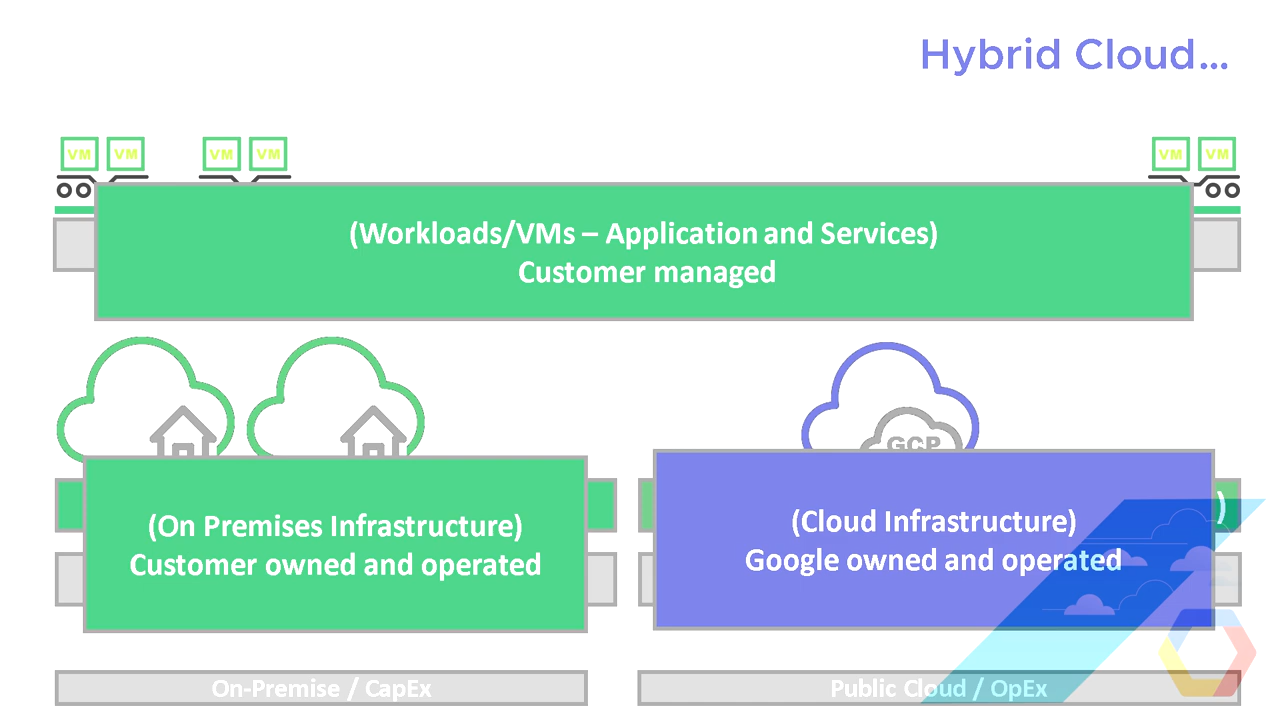 Hybrid Cloud...
VM VM VM VM VM VM
(Workloads/VMs – Application and Services)
Customer managed
GCP
(On Premises Infrastructure)
Customer owned and operated
(Cloud Infrastructure)
Google owned and operated
)
On-Premise / CapEx
Public Cloud / OpEx